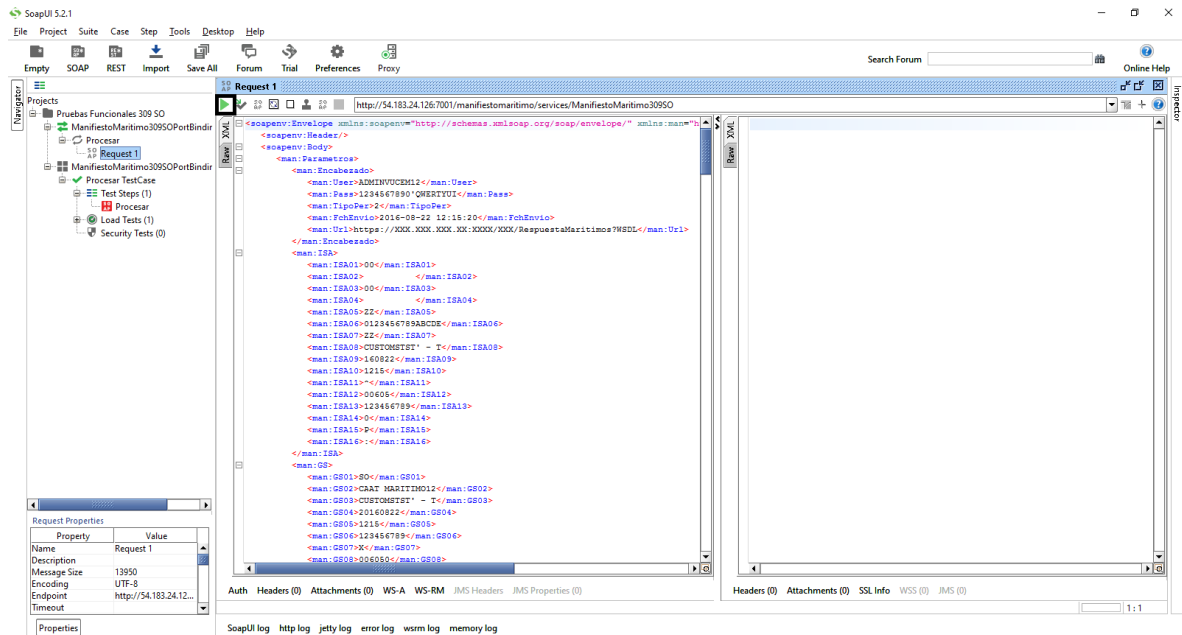 SoapUI 5.2.1
File Project Suite Case Step Tools Desktop Help
Empty SOAP REST Import Save All Forum Trial Preferences Proxy
Search Forum
Online Help
Navigator
Projects
Pruebas Funcionales 309 SO
ManifiestoMaritimo309SOPortBindir
Procesar
Request 1
ManifiestoMaritimo309SOPortBindir
Procesar TestCase
Test Steps (1)
Procesar
Load Tests (1)
Security Tests (0)
Request Properties
Property Value
Name Request 1
Description
Message Size 13950
Encoding UTF-8
Endpoint http://54.183.24.12...
Timeout
Properties
Request 1
http://54.183.24.126:7001/manifiestomaritimo/services/ManifiestoMaritimo309SO
XML
Raw
<soapenv:Envelope xmlns:soapenv="http://schemas.xmlsoap.org/soap/envelope/" xmlns:man="h
<soapenv:Header/>
<soapenv:Body>
<man:Parametros>
<man:Encabezado>
<man:User>ADMINVUCEM12</man:User>
<man:Pass>1234567890'QWERTYUI</man:Pass>
<man:TipoPer>2</man:TipoPer>
<man:FchEnvio>2016-08-22 12:15:20</man:FchEnvio>
<man:Url>https://XXX.XXX.XXX.XX:XXXX/XXX/RespuestaMaritimos?WSDL</man:Url>
</man:Encabezado>
<man:ISA>
<man:ISA01>00</man:ISA01>
<man:ISA02>          </man:ISA02>
<man:ISA03>00</man:ISA03>
<man:ISA04>          </man:ISA04>
<man:ISA05>ZZ</man:ISA05>
<man:ISA06>0123456789ABCDE</man:ISA06>
<man:ISA07>ZZ</man:ISA07>
<man:ISA08>CUSTOMSTST' - T</man:ISA08>
<man:ISA09>160822</man:ISA09>
<man:ISA10>1215</man:ISA10>
<man:ISA11>^</man:ISA11>
<man:ISA12>00605</man:ISA12>
<man:ISA13>123456789</man:ISA13>
<man:ISA14>0</man:ISA14>
<man:ISA15>P</man:ISA15>
<man:ISA16>:</man:ISA16>
</man:ISA>
<man:GS>
<man:GS01>SO</man:GS01>
<man:GS02>CAAT MARITIMO12</man:GS02>
<man:GS03>CUSTOMSTST' - T</man:GS03>
<man:GS04>20160822</man:GS04>
<man:GS05>1215</man:GS05>
<man:GS06>123456789</man:GS06>
<man:GS07>X</man:GS07>
<man:GS08>006050</man:GS08>
Auth Headers (0) Attachments (0) WS-A WS-RM JMS Headers JMS Properties (0)
XML
Raw
Headers (0) Attachments (0) SSL Info WSS (0) JMS (0)
1 : 1
Inspector
SoapUI log http log jetty log error log wsrm log memory log